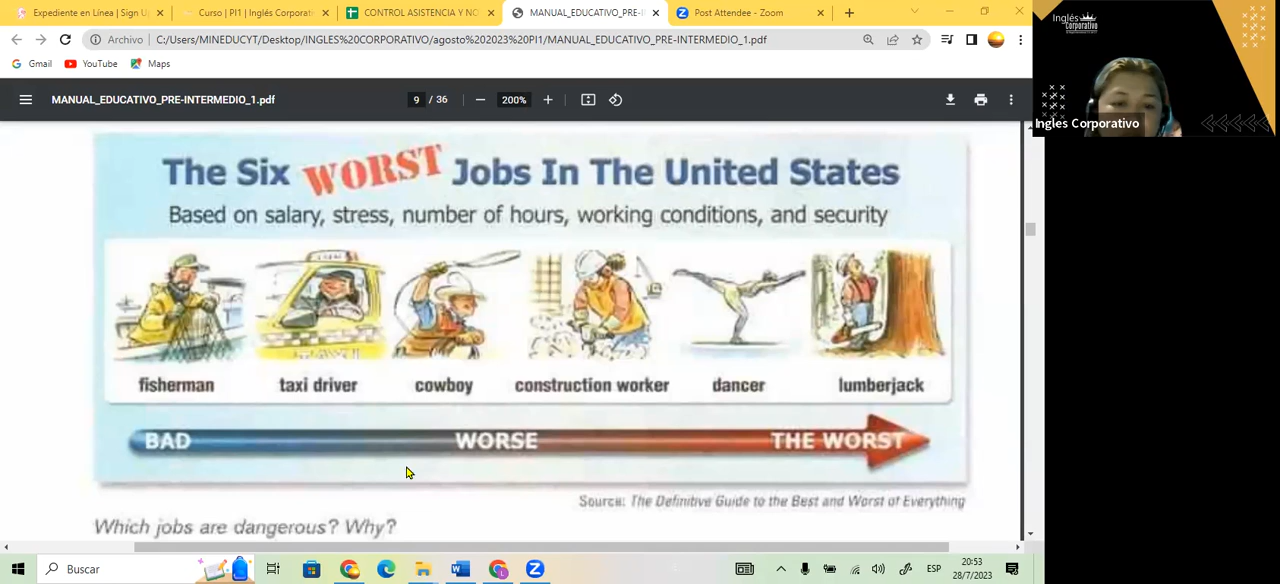 Expediente en Línea | Sign Up
Curso | PI1 | Inglés Corporati
CONTROL ASISTENCIA Y NO
MANUAL_EDUCATIVO_PRE-I
Post Attendee - Zoom
Archivo
C:/Users/MINEDUCYT/Desktop/INGLES%20CORPORATIVO/agosto%202023%20PI1/MANUAL_EDUCATIVO_PRE-INTERMEDIO_1.pdf
Gmail
YouTube
Maps
MANUAL_EDUCATIVO_PRE-INTERMEDIO_1.pdf
9 / 36
200%
Inglés
Corporativo
Ingles Corporativo
The Six WORST Jobs In The United States
Based on salary, stress, number of hours, working conditions, and security
TAXI
fisherman
taxi driver
cowboy
construction worker
dancer
lumberjack
BAD
WORSE
THE WORST
Source: The Definitive Guide to the Best and Worst of Everything
Which jobs are dangerous? Why?
Buscar
ESP
20:53
28/7/2023